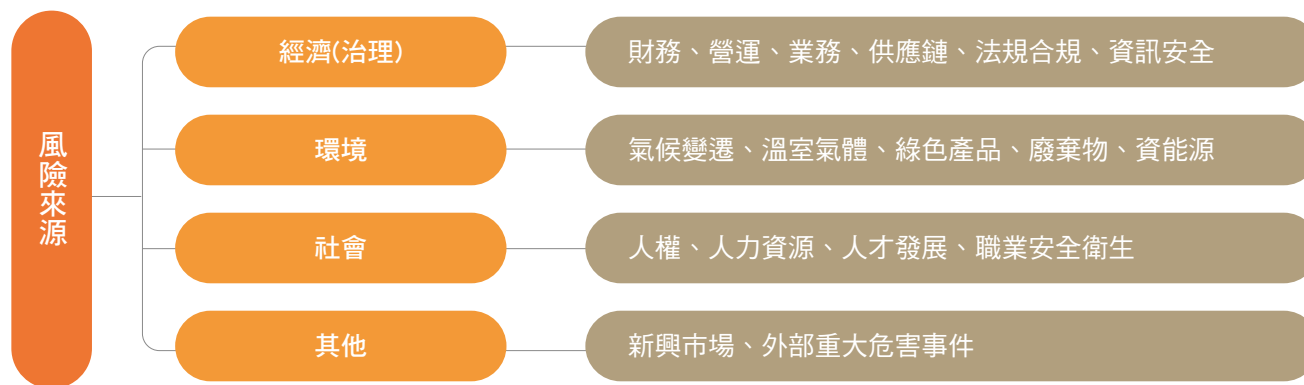 風險來源
經濟(治理)
財務、營運、業務、供應鏈、法規合規、資訊安全
環境
氣候變遷、溫室氣體、綠色產品、廢棄物、資能源
社會
人權、人力資源、人才發展、職業安全衛生
其他
新興市場、外部重大危害事件